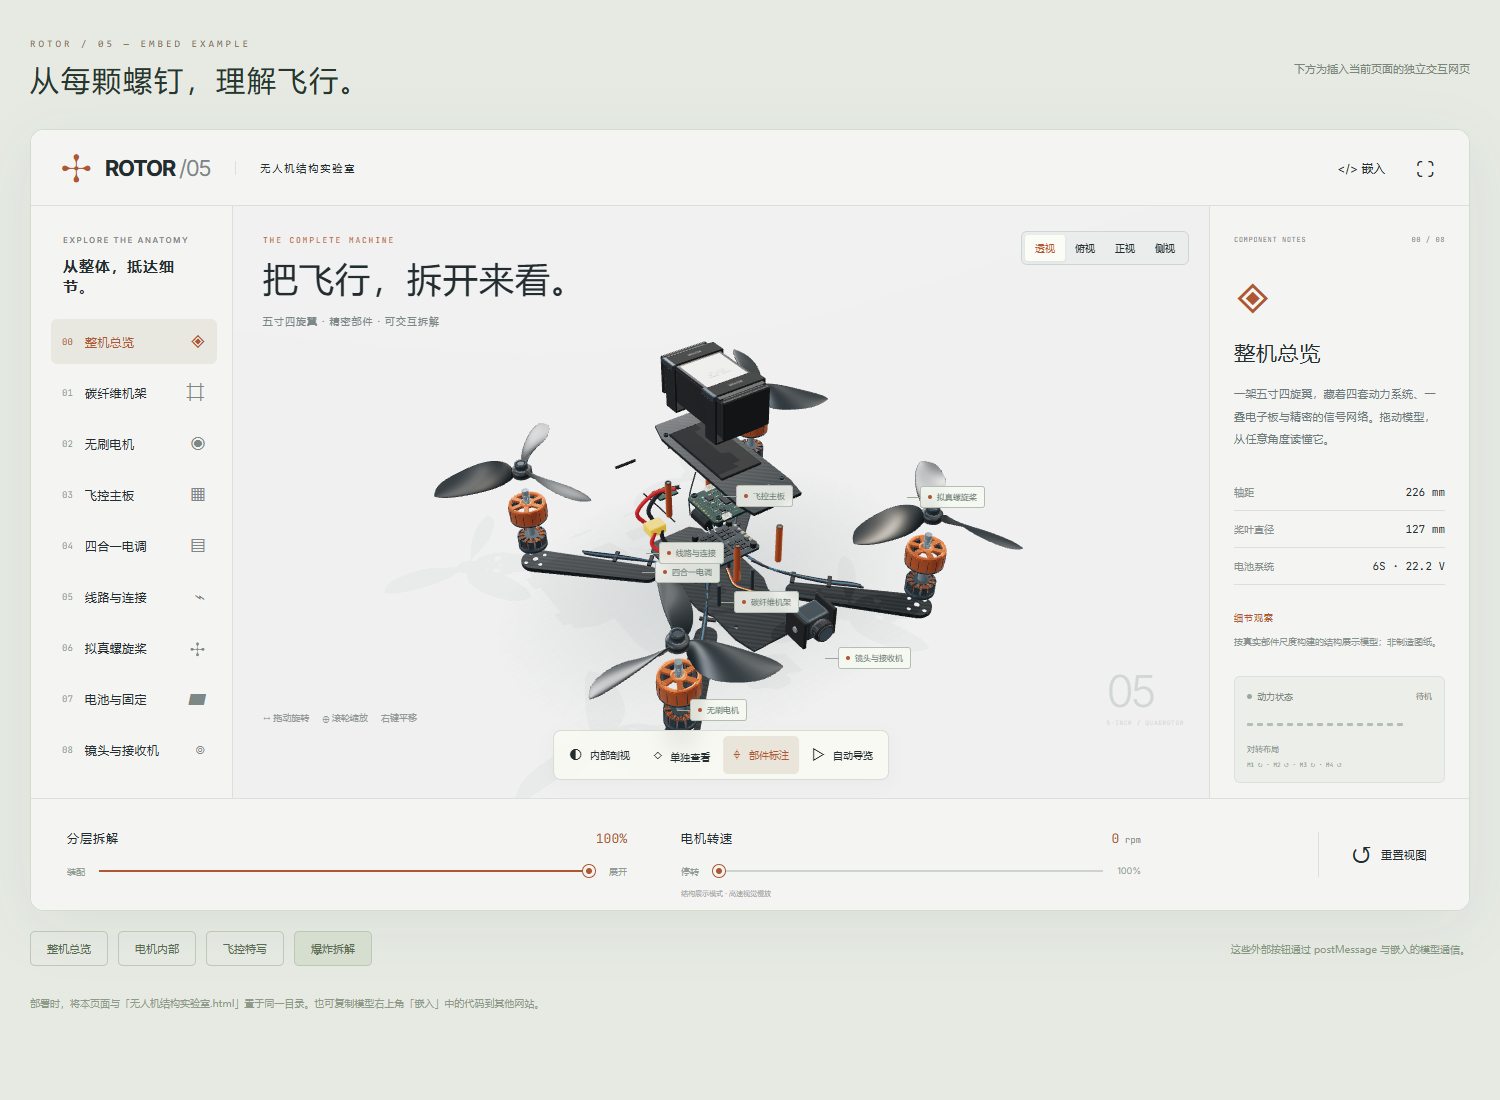 ROTOR / 05 — EMBED EXAMPLE
从每颗螺钉，理解飞行。
下方为插入当前页面的独立交互网页
ROTOR /05
无人机结构实验室
</> 嵌入
EXPLORE THE ANATOMY
从整体，抵达细
节。
00 整机总览
01 碳纤维机架
02 无刷电机
03 飞控主板
04 四合一电调
05 线路与连接
06 拟真螺旋桨
07 电池与固定
08 镜头与接收机
THE COMPLETE MACHINE
把飞行，拆开来看。
五寸四旋翼 · 精密部件 · 可交互拆解
透视 俯视 正视 侧视
飞控主板
拟真螺旋桨
线路与连接
四合一电调
碳纤维机架
镜头与接收机
无刷电机
05
5 INCH / QUADROTOR
↔ 拖动旋转 ⊕ 滚轮缩放 右键平移
内部剖视 单独查看 部件标注 自动导览
COMPONENT NOTES 00 / 08
整机总览
一架五寸四旋翼，藏着四套动力系统、一
叠电子板与精密的信号网络。拖动模型，
从任意角度读懂它。
轴距 226 mm
桨叶直径 127 mm
电池系统 6S · 22.2 V
细节观察
按真实部件尺度构建的结构展示模型；非制造图纸。
动力状态 待机
对转布局
M1 ↻ · M2 ↺ · M3 ↻ · M4 ↺
分层拆解 100%
装配 展开
电机转速 0 rpm
停转 100%
结构展示模式 · 高速视觉慢放
重置视图
整机总览 电机内部 飞控特写 爆炸拆解
这些外部按钮通过 postMessage 与嵌入的模型通信。
部署时，将本页面与「无人机结构实验室.html」置于同一目录。也可复制模型右上角「嵌入」中的代码到其他网站。